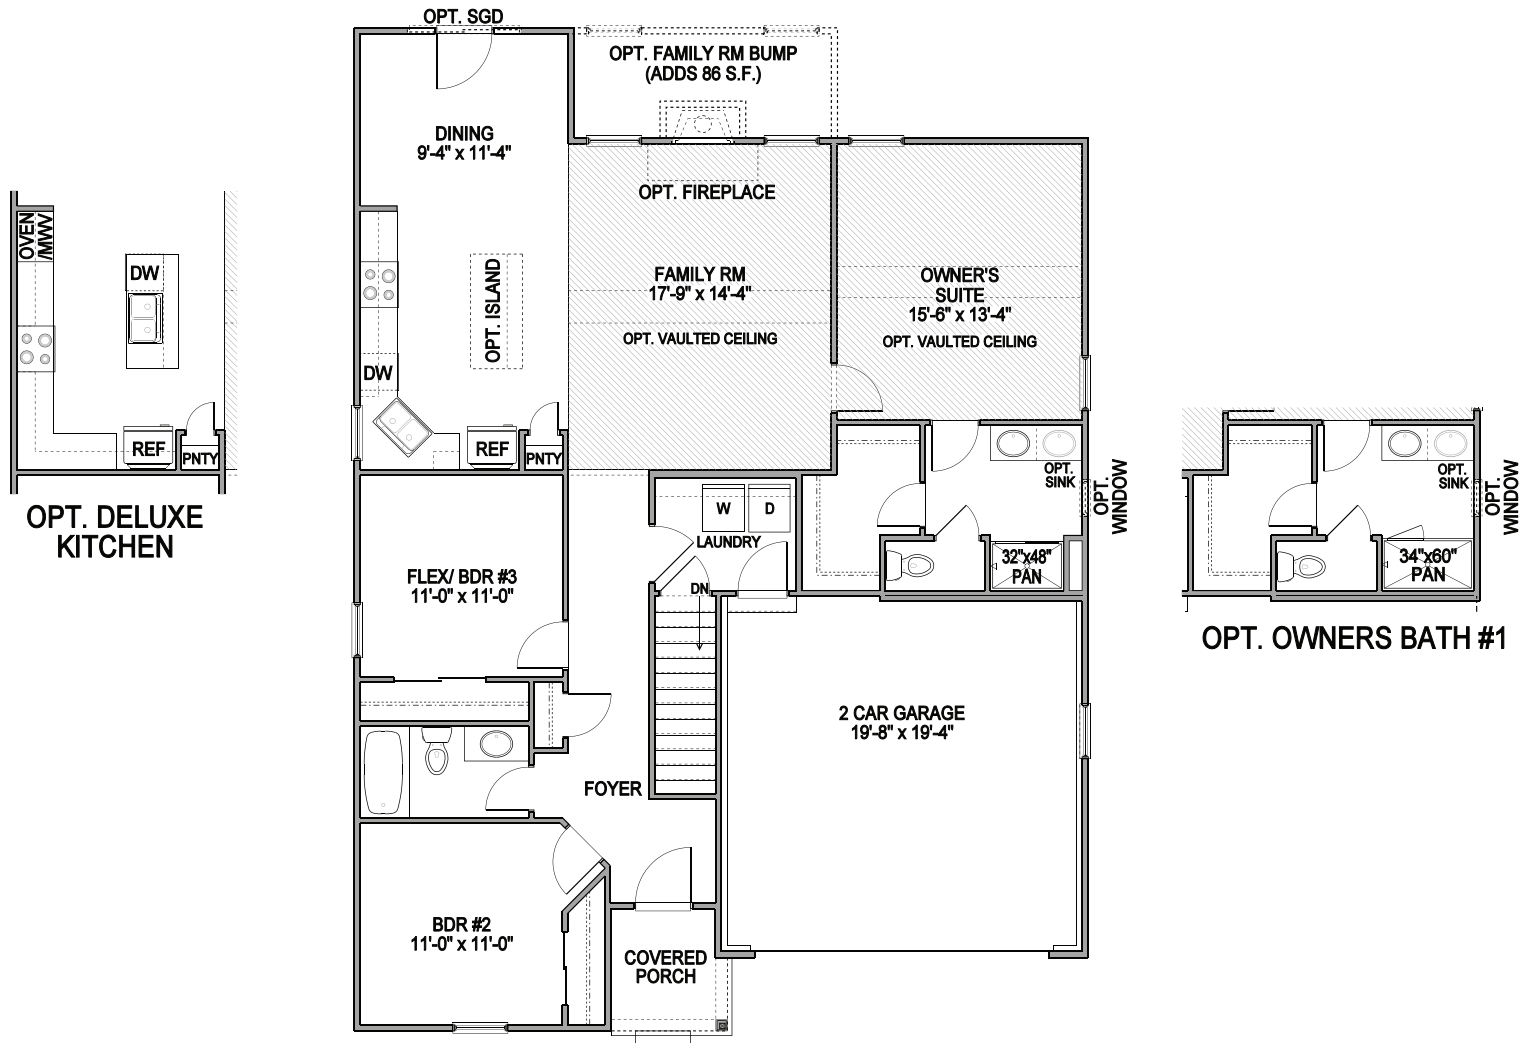 OPT. SGD
OPT. FAMILY RM BUMP
(ADDS 86 S.F.)
DINING
9'-4" x 11'-4"
OPT. FIREPLACE
OVEN
/MWV
DW
REF
PNTY
OPT. DELUXE
KITCHEN
OPT. ISLAND
DW
REF
PNTY
FAMILY RM
17'-9" x 14'-4"
OPT. VAULTED CEILING
OWNER'S
SUITE
15'-6" x 13'-4"
OPT. VAULTED CEILING
OPT.
SINK
OPT.
WINDOW
W
D
LAUNDRY
32"x48"
PAN
DN
FLEX/ BDR #3
11'-0" x 11'-0"
OPT.
SINK
OPT.
WINDOW
34"x60"
PAN
OPT. OWNERS BATH #1
2 CAR GARAGE
19'-8" x 19'-4"
FOYER
BDR #2
11'-0" x 11'-0"
COVERED
PORCH